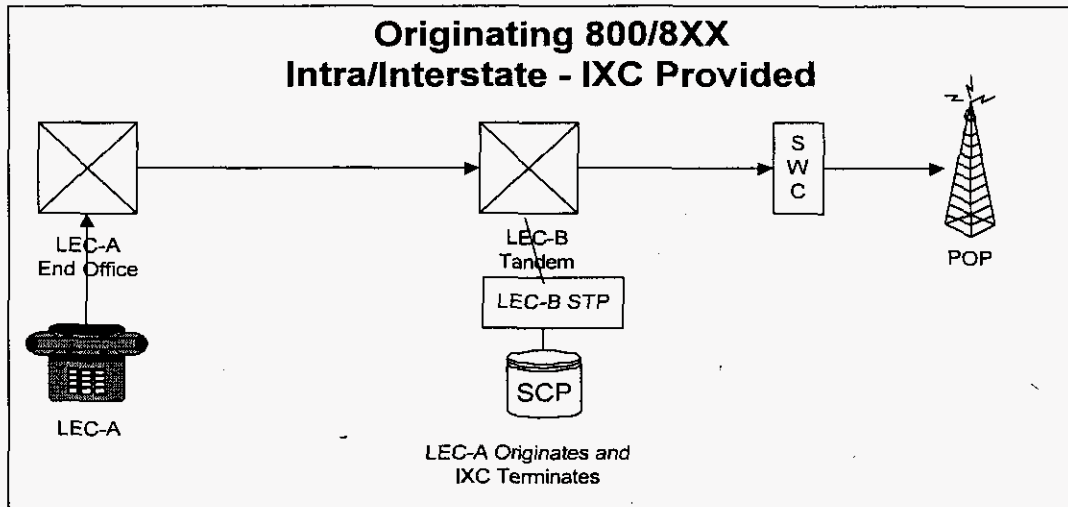 Originating 800/8XX
Intra/Interstate - IXC Provided
S
W
C
LEC-A
End Office
LEC-B
Tandem
POP
LEC-B STP
SCP
LEC-A
LEC-A Originates and
IXC Terminates